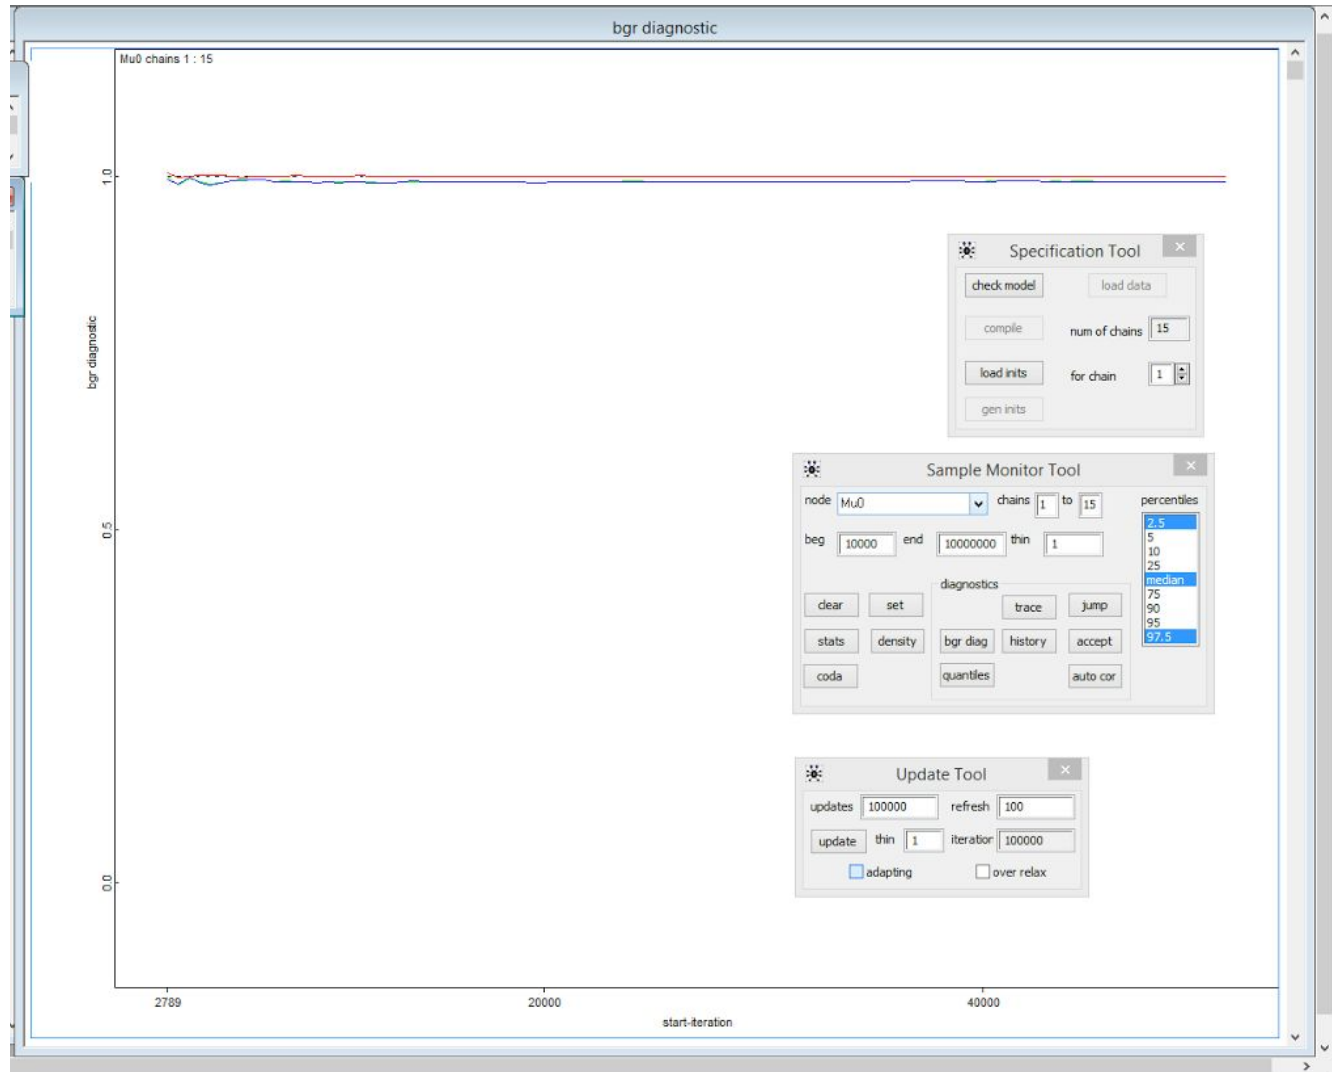 bgr diagnostic
Mu0 chains 1 : 15
1.0
0.5
0.0
bgr diagnostic
2789 20000 40000
start-iteration
Specification Tool
check model load data
compile num of chains 15
load inits for chain 1
gen inits
Sample Monitor Tool
node Mu0 chains 1 to 15 percentiles
beg 10000 end 10000000 thin 1
2.5
5
10
25
median
75
90
95
97.5
diagnostics
clear set trace jump
stats density bgr diag history accept
coda quantiles auto cor
Update Tool
updates 100000 refresh 100
update thin 1 iteration 100000
adapting over relax